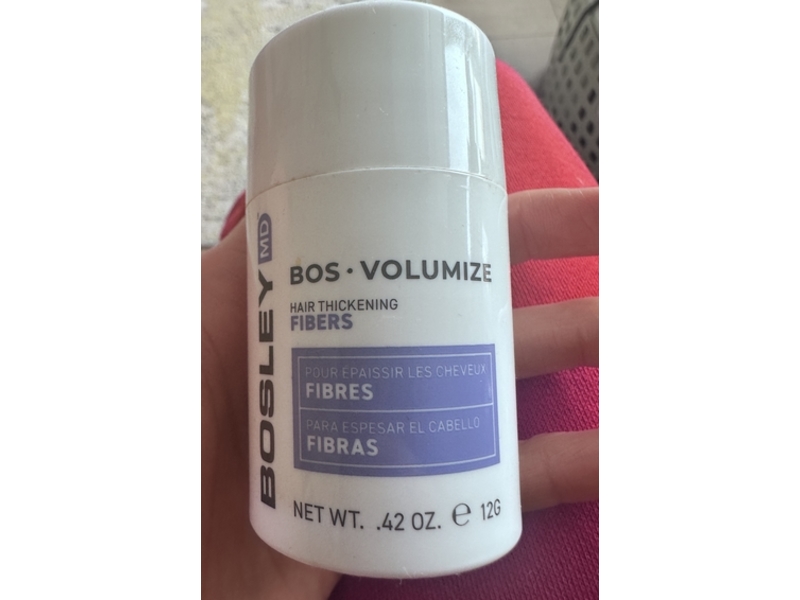 BOSLEY MD
BOS • VOLUMIZE
HAIR THICKENING
FIBERS
POUR ÉPAISSIR LES CHEVEUX
FIBRES
PARA ESPESAR EL CABELLO
FIBRAS
NET WT. .42 OZ. ℮ 12G